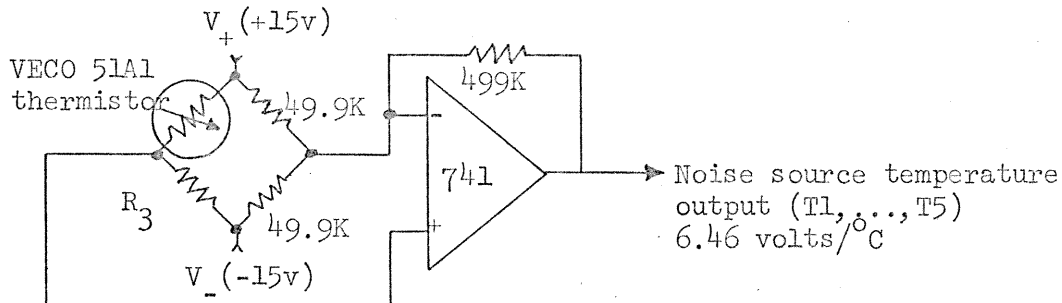 V+ (+15v)
VECO 51A1
thermistor
49.9K
499K
-
741
+
R3
49.9K
V- (-15v)
Noise source temperature
output (T1,...,T5)
6.46 volts/°C